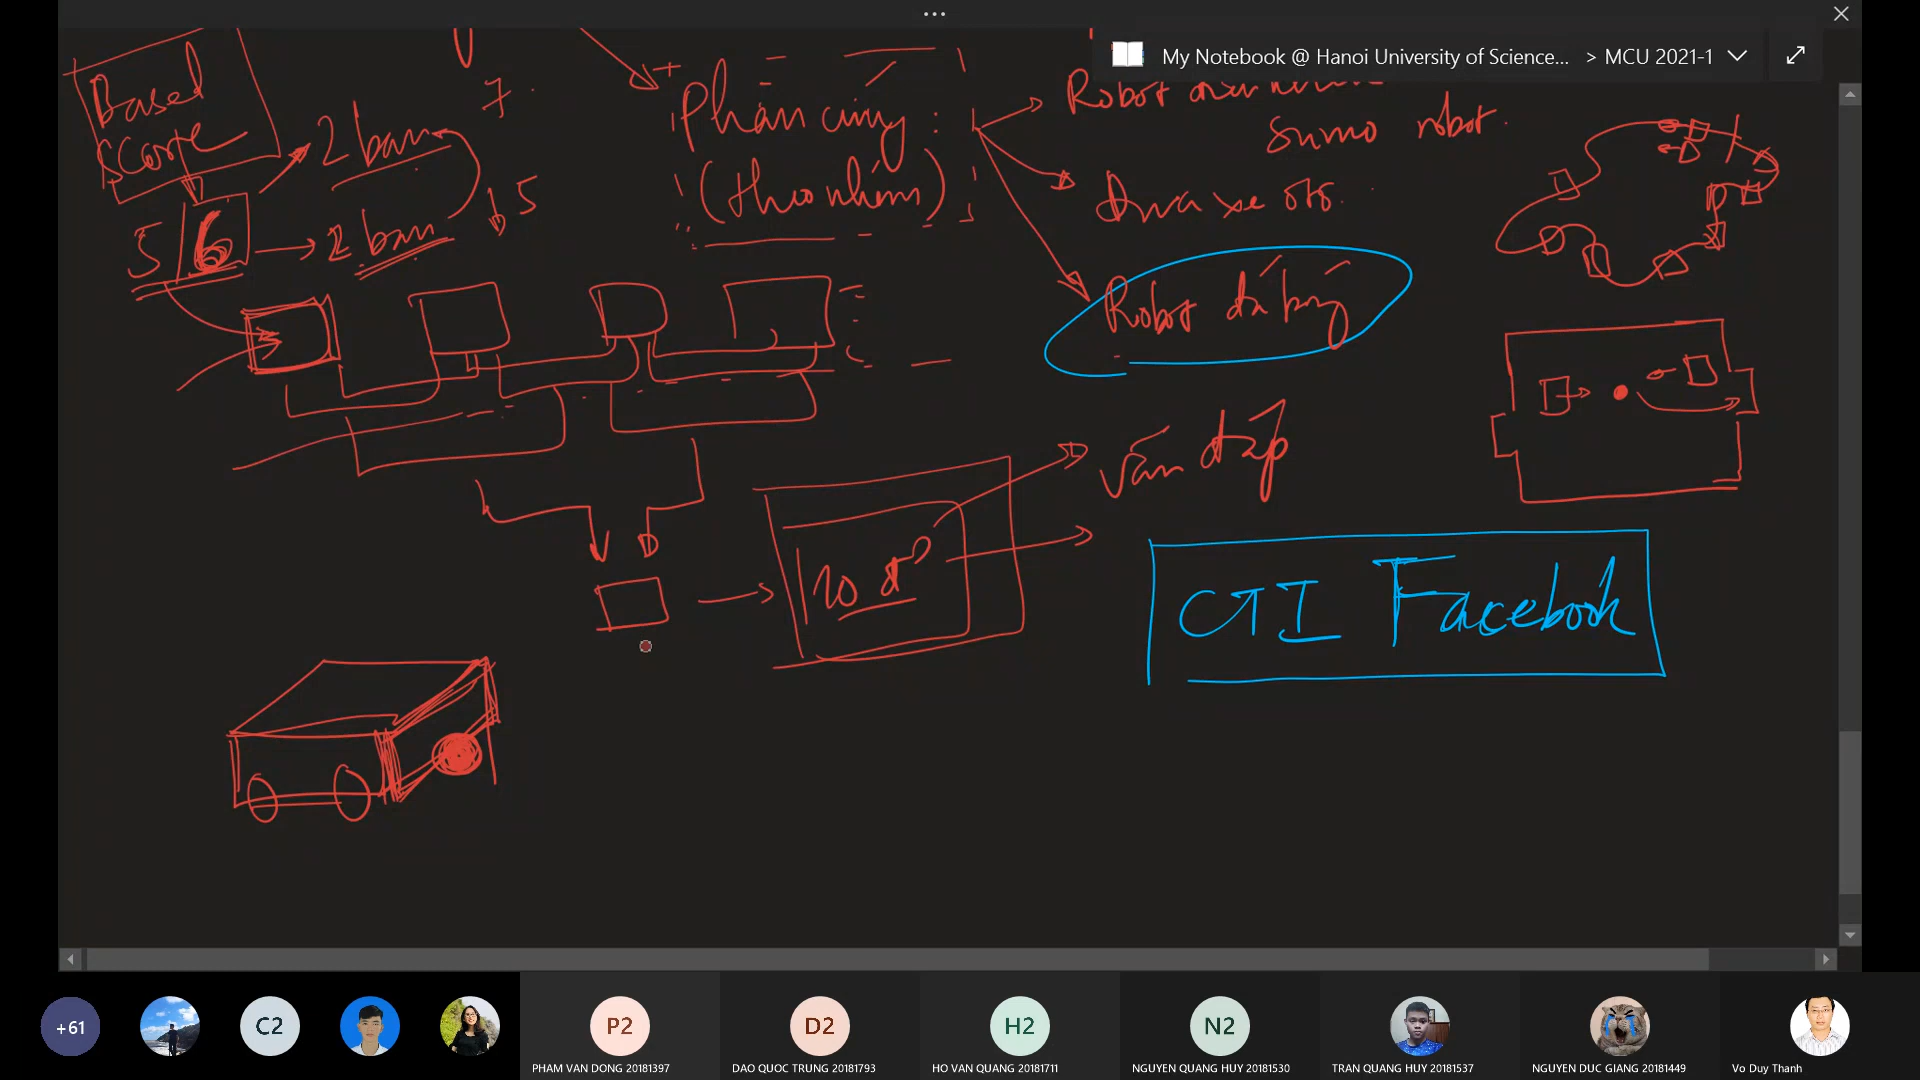 My Notebook @ Hanoi University of Science... > MCU 2021-1
Based
score
5/6
2 bạn
2 bạn
↓ 5
7
+ Phần cứng :
(theo nhóm)
Robot
sumo robot.
Đua xe ôtô.
Robot đá bóng
Vấn đáp
10 đ
CTI Facebook
+61
C2
P2
D2
H2
N2
PHAM VAN DONG 20181397
DAO QUOC TRUNG 20181793
HO VAN QUANG 20181711
NGUYEN QUANG HUY 20181530
TRAN QUANG HUY 20181537
NGUYEN DUC GIANG 20181449
Vo Duy Thanh